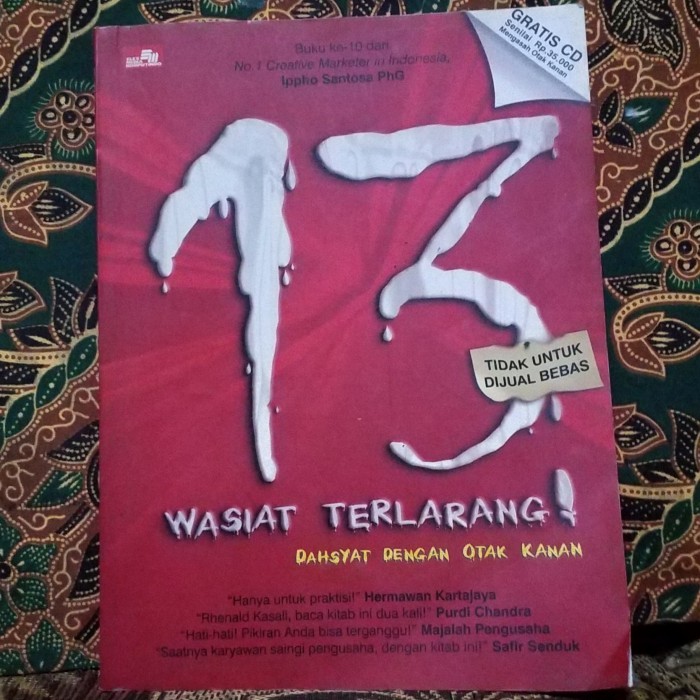 Buku ke-10 dari
No.1 Creative Marketer in Indonesia,
Ippho Santosa PhG
GRATIS CD
Senilai Rp.35.000
Mengasah Otak Kanan
13
TIDAK UNTUK
DIJUAL BEBAS
WASIAT TERLARANG!
DAHSYAT DENGAN OTAK KANAN
"Hanya untuk praktisi!" Hermawan Kartajaya
"Rhenald Kasali, baca kitab ini dua kali!" Purdi Chandra
"Hati-hati! Pikiran Anda bisa terganggu!" Majalah Pengusaha
"Saatnya karyawan saingi pengusaha, dengan kitab ini!" Safir Senduk